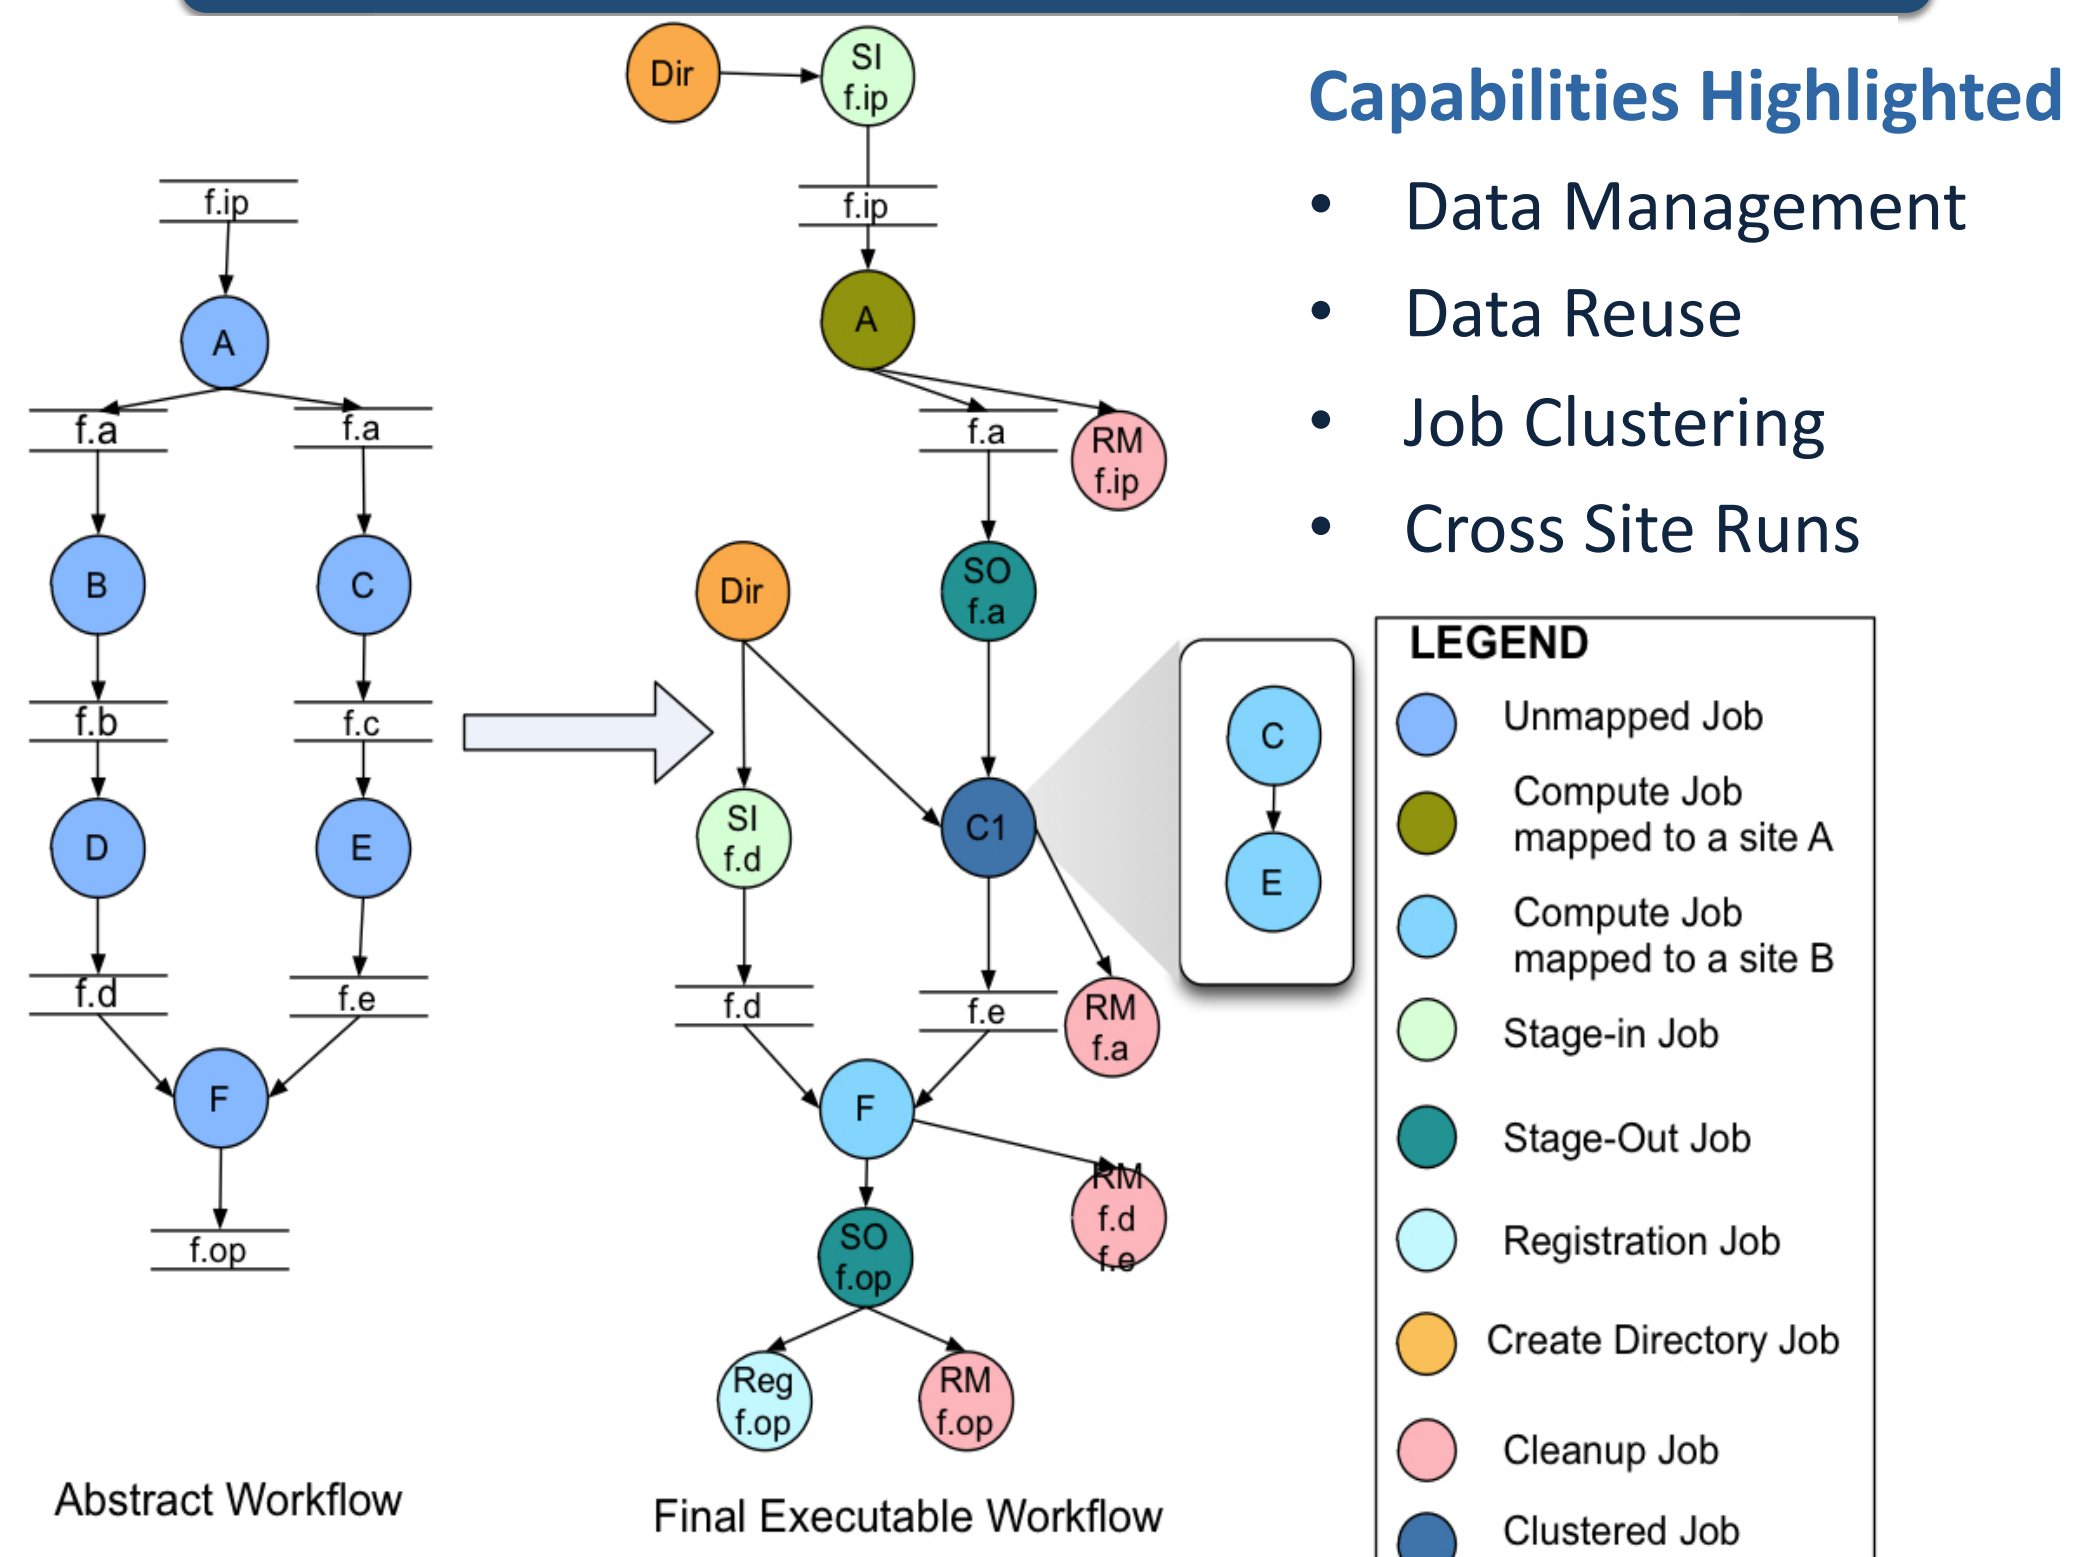 Capabilities Highlighted
• Data Management
• Data Reuse
• Job Clustering
• Cross Site Runs
f.ip
A
f.a
f.a
B
C
f.b
f.c
D
E
f.d
f.e
F
f.op
Abstract Workflow
Dir
SI
f.ip
f.ip
A
f.a
RM
f.ip
Dir
SO
f.a
SI
f.d
C1
C
E
f.d
f.e
RM
f.a
F
RM
f.d
f.e
SO
f.op
Reg
f.op
RM
f.op
Final Executable Workflow
LEGEND
Unmapped Job
Compute Job
mapped to a site A
Compute Job
mapped to a site B
Stage-in Job
Stage-Out Job
Registration Job
Create Directory Job
Cleanup Job
Clustered Job